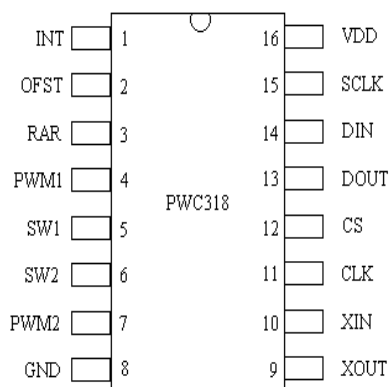 INT 1 16 VDD
OFST 2 15 SCLK
RAR 3 14 DIN
PWM1 4 13 DOUT
PWC318
SW1 5 12 CS
SW2 6 11 CLK
PWM2 7 10 XIN
GND 8 9 XOUT